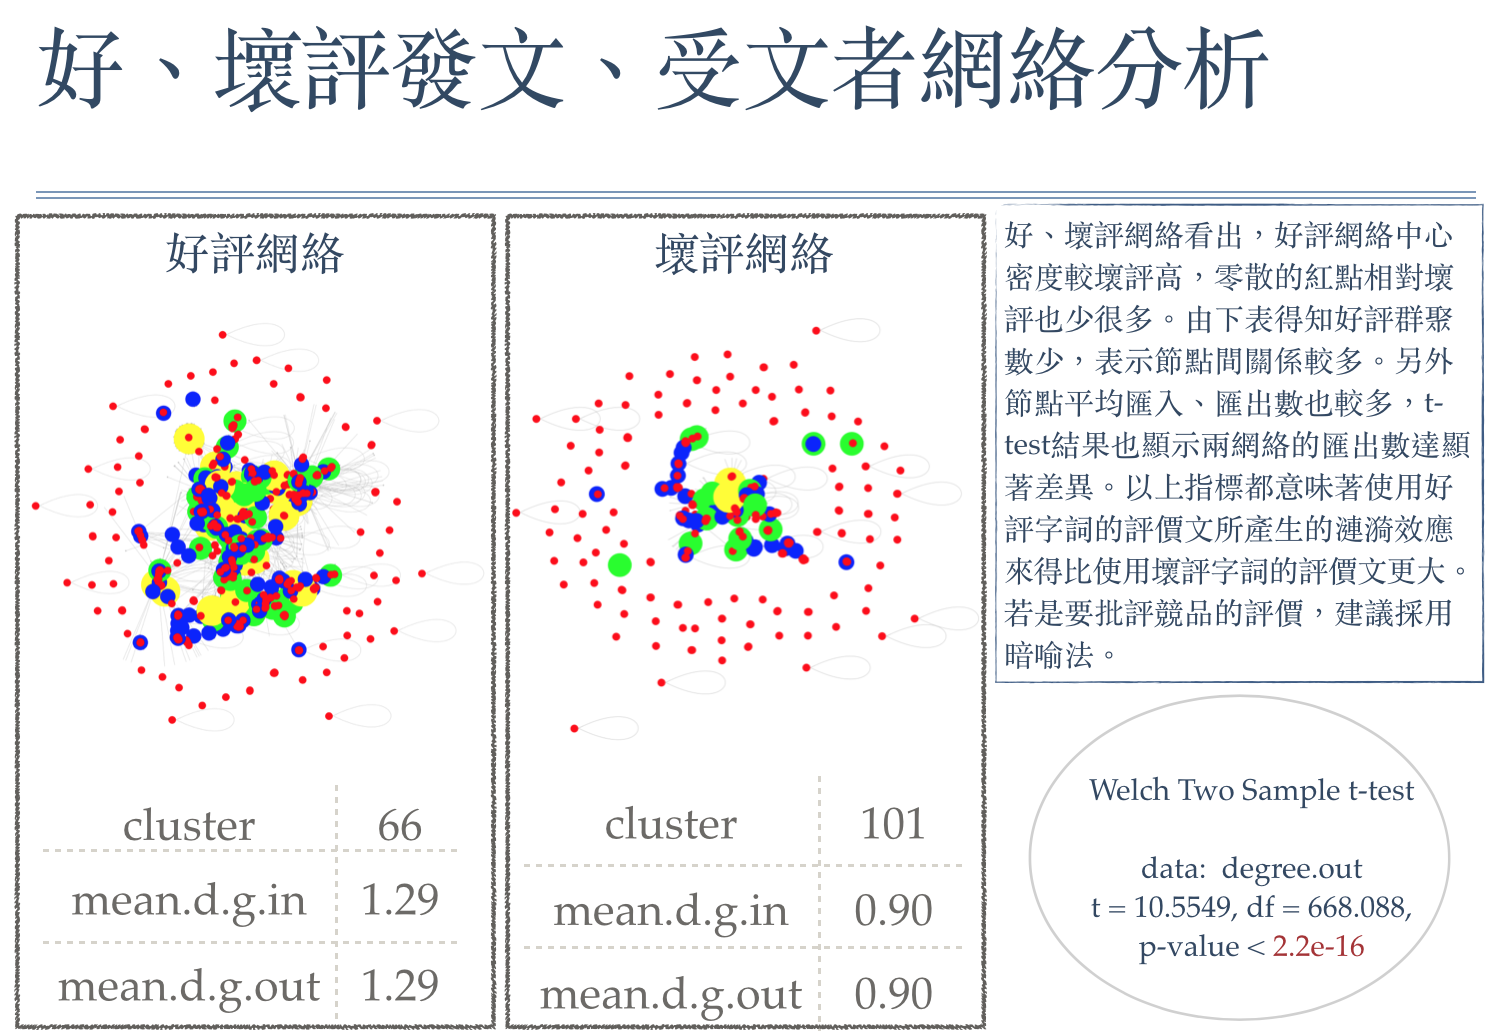 好、壞評發文、受文者網絡分析
好評網絡
cluster 66
mean.d.g.in 1.29
mean.d.g.out 1.29
壞評網絡
cluster 101
mean.d.g.in 0.90
mean.d.g.out 0.90
好、壞評網絡看出，好評網絡中心
密度較壞評高，零散的紅點相對壞
評也少很多。由下表得知好評群聚
數少，表示節點間關係較多。另外
節點平均匯入、匯出數也較多，t-
test結果也顯示兩網絡的匯出數達顯
著差異。以上指標都意味著使用好
評字詞的評價文所產生的漣漪效應
來得比使用壞評字詞的評價文更大。
若是要批評競品的評價，建議採用
暗喻法。
Welch Two Sample t-test
data: degree.out
t = 10.5549, df = 668.088,
p-value < 2.2e-16